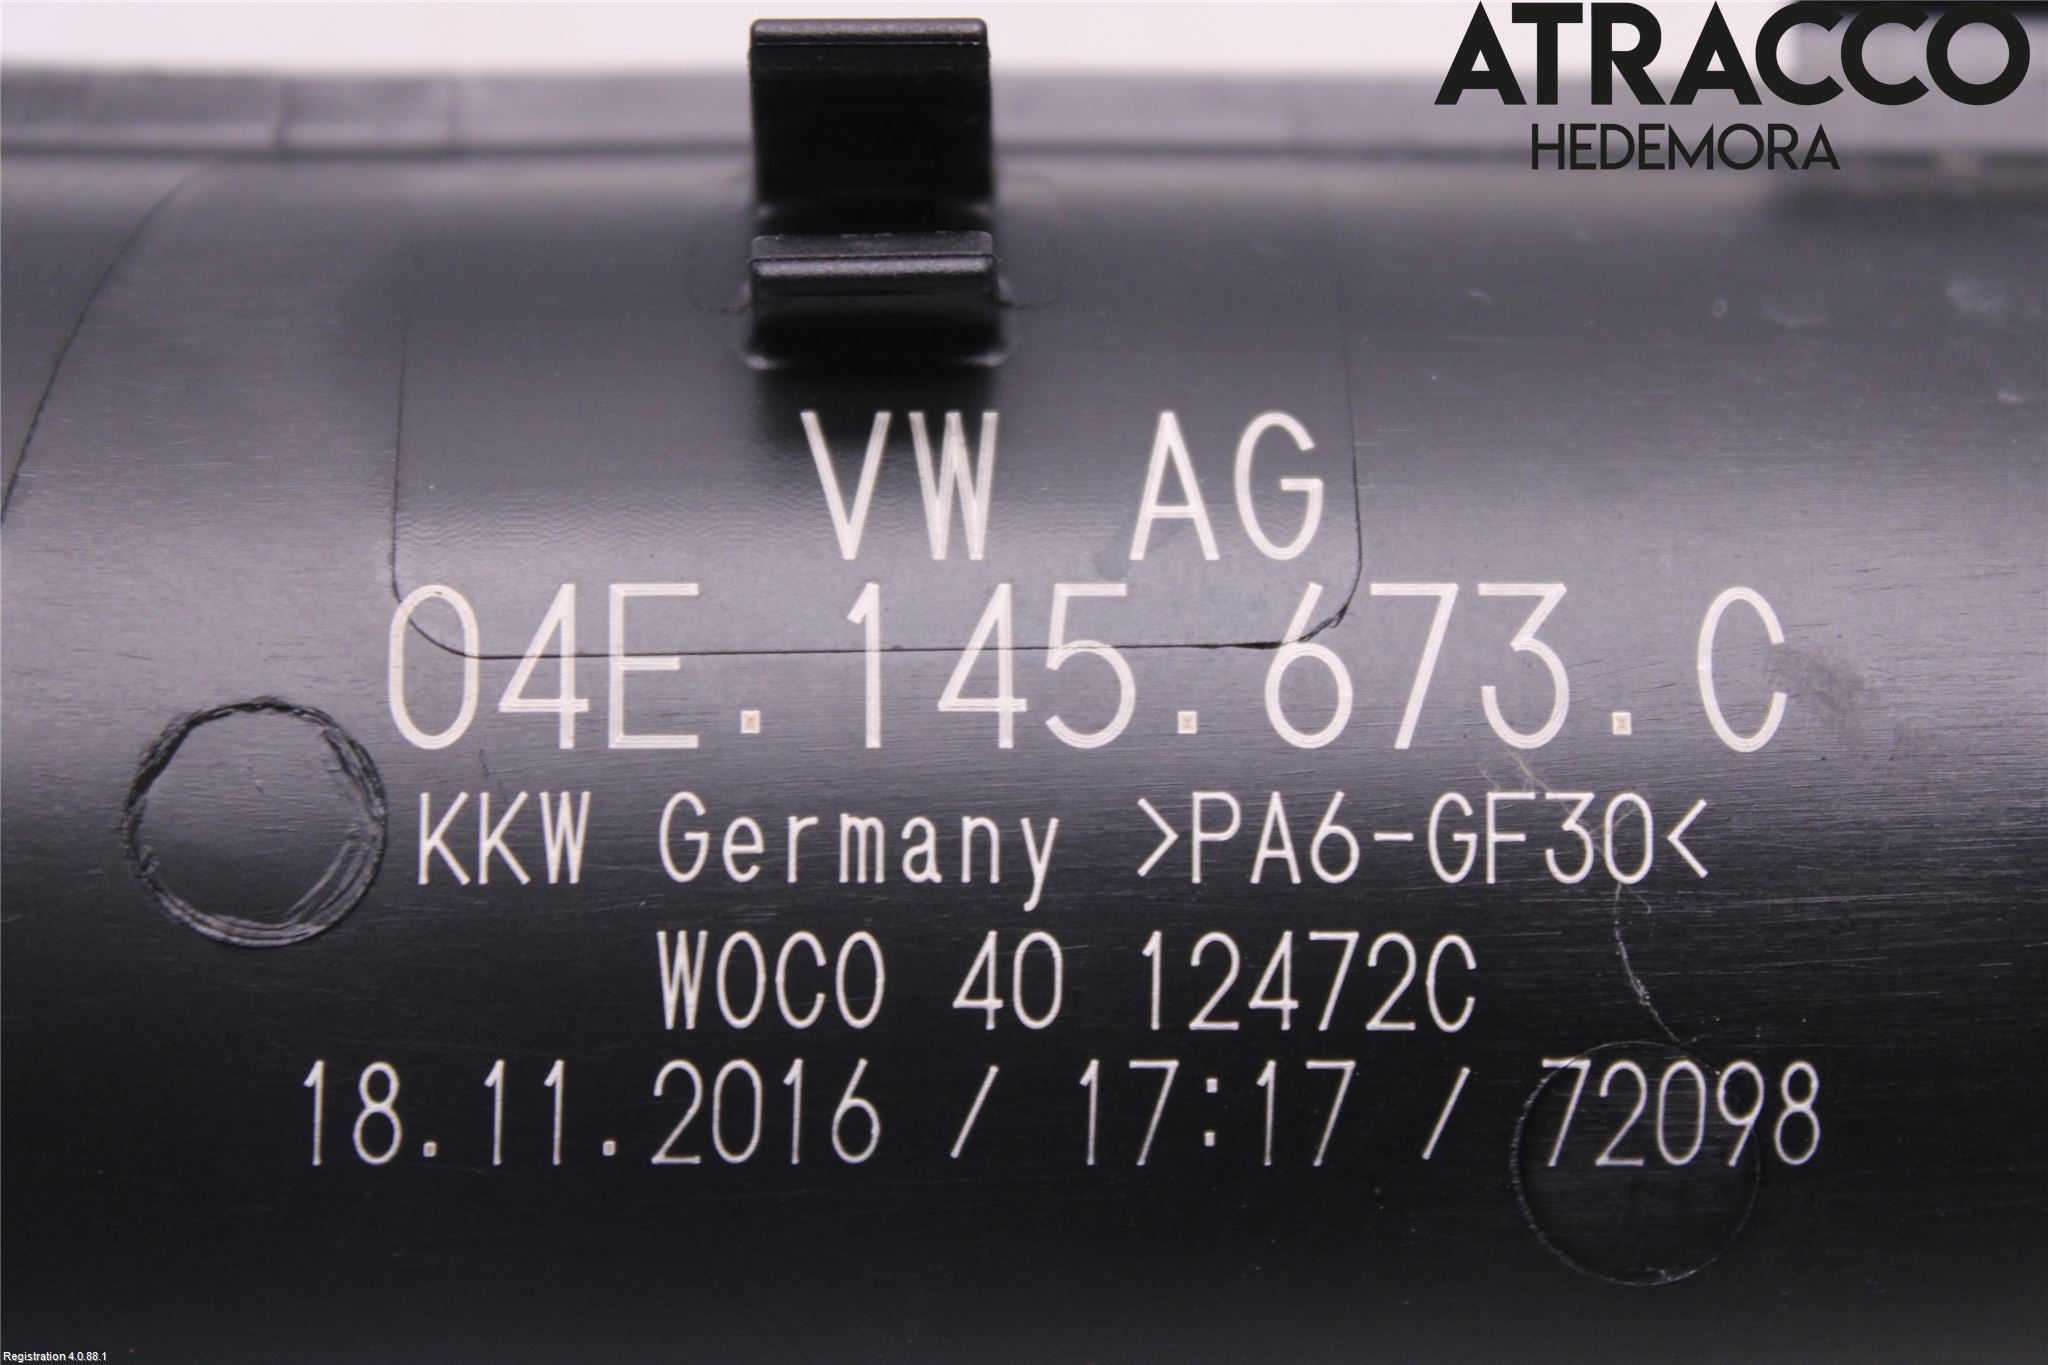 ATRACCO
HEDEMORA
VW AG
04E.145.673.C
KKW Germany >PA6-GF30<
WOCO 40 12472C
18.11.2016 / 17:17 / 72098
Registration 4.0.88.1